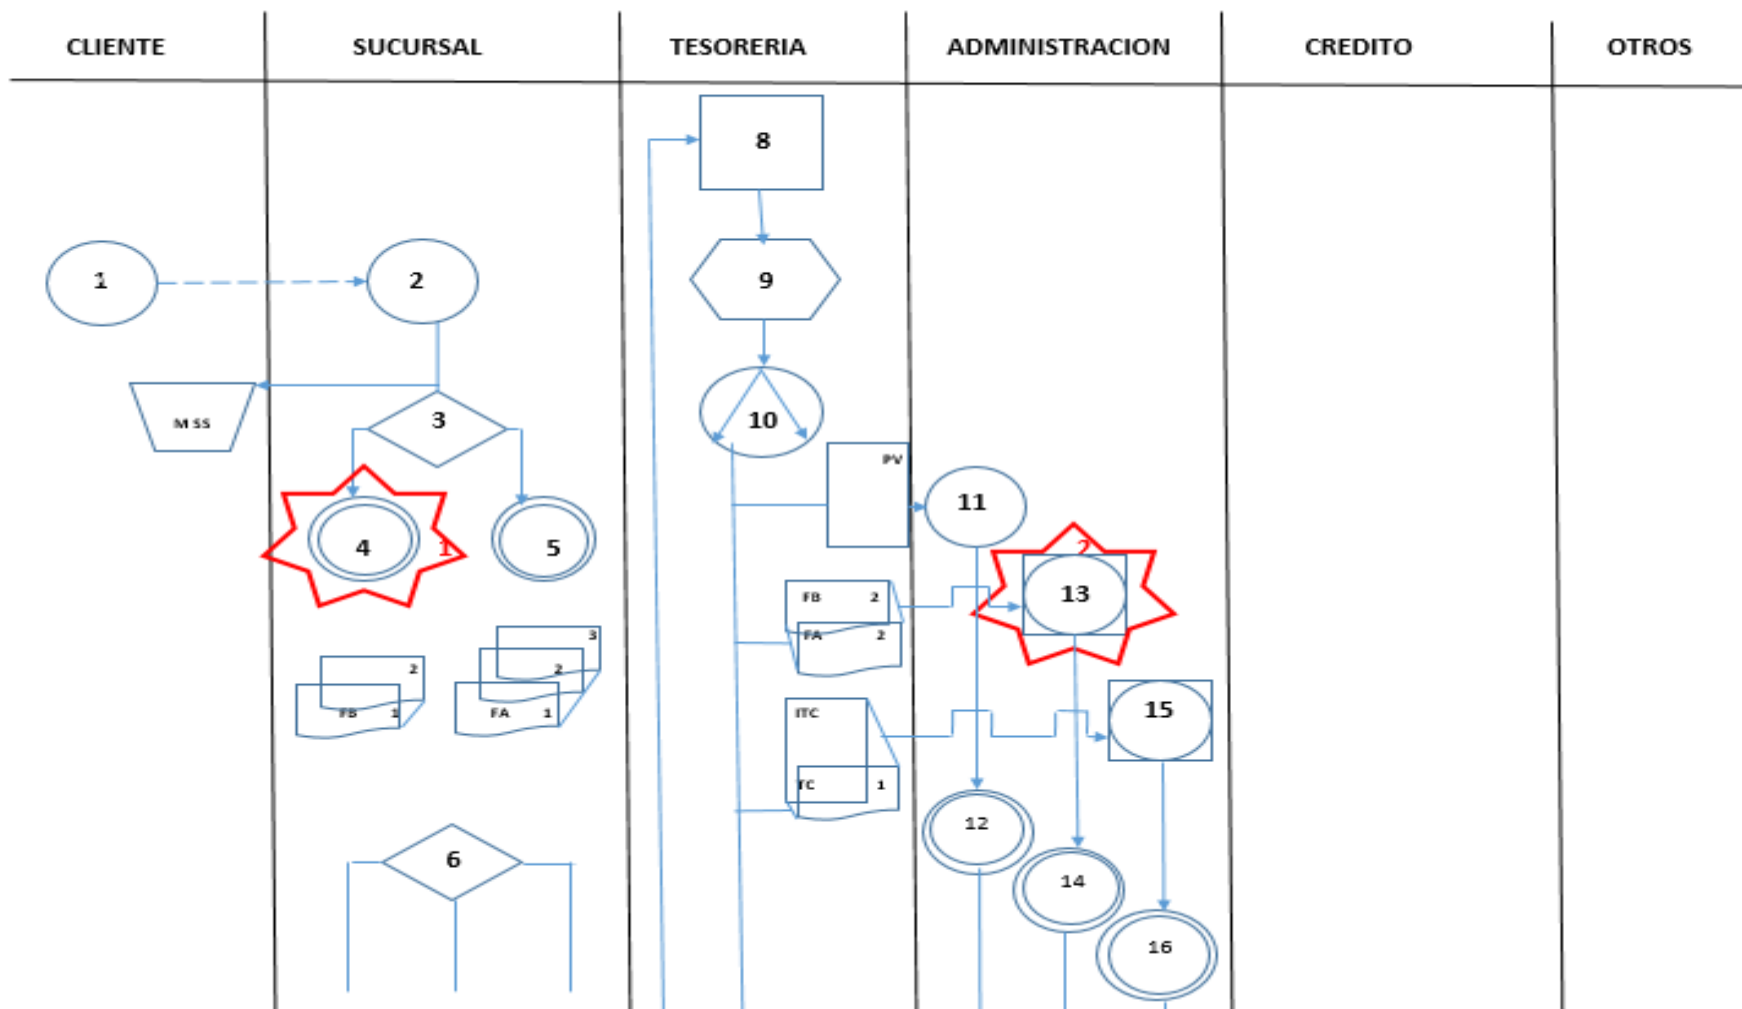 CLIENTE SUCURSAL TESORERIA ADMINISTRACION CREDITO OTROS
8
1 2 9
3 10
M SS
PV
4 1 5 11
2
13
FB 2
FA 2
3
2 2
FB 1 FA 1
ITC 15
TC 1
12
6
14
16